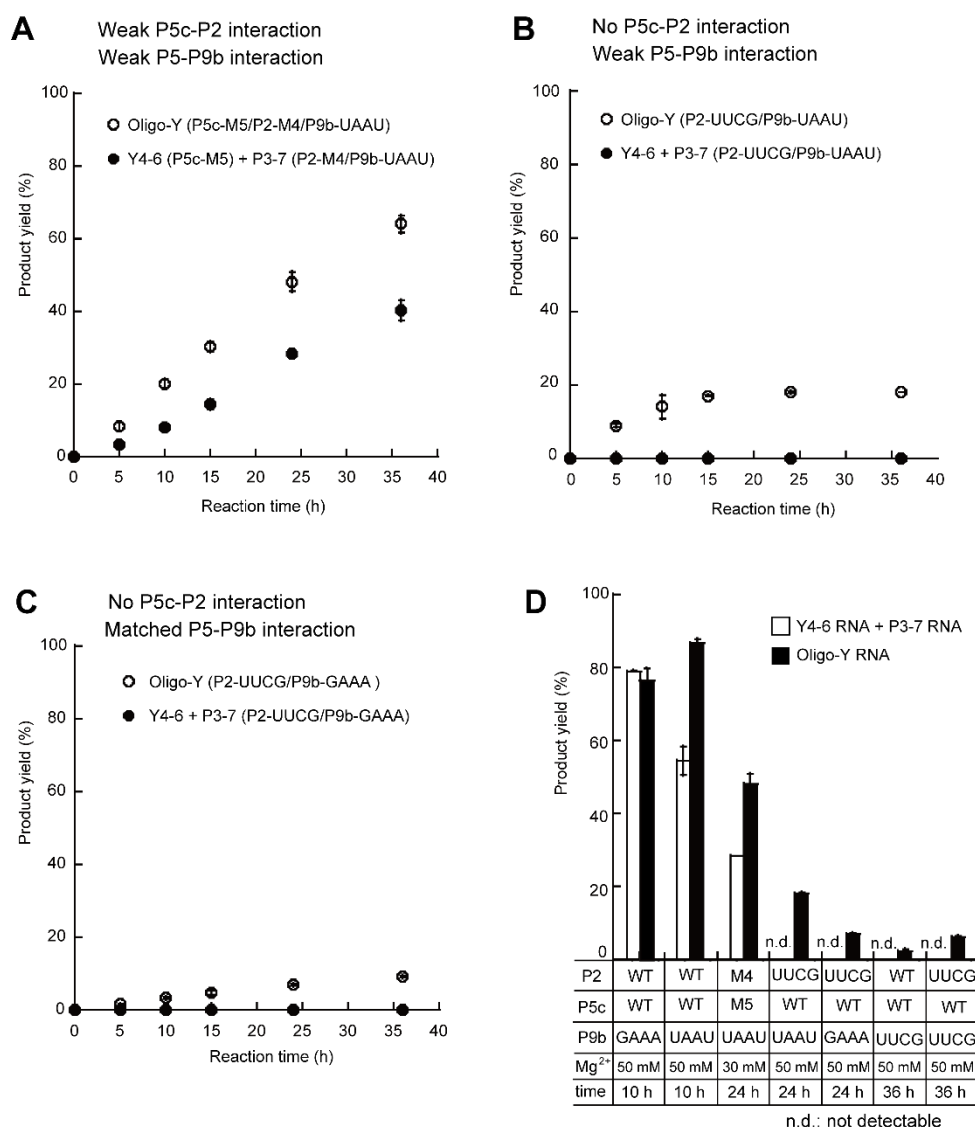 A
Weak P5c-P2 interaction
Weak P5-P9b interaction
Product yield (%)
100
80
60
40
20
0
Oligo-Y (P5c-M5/P2-M4/P9b-UAAU)
Y4-6 (P5c-M5) + P3-7 (P2-M4/P9b-UAAU)
0 5 10 15 20 25 30 35 40
Reaction time (h)
B
No P5c-P2 interaction
Weak P5-P9b interaction
Product yield (%)
100
80
60
40
20
0
Oligo-Y (P2-UUCG/P9b-UAAU)
Y4-6 + P3-7 (P2-UUCG/P9b-UAAU)
0 5 10 15 20 25 30 35 40
Reaction time (h)
C
No P5c-P2 interaction
Matched P5-P9b interaction
Product yield (%)
100
80
60
40
20
0
Oligo-Y (P2-UUCG/P9b-GAAA )
Y4-6 + P3-7 (P2-UUCG/P9b-GAAA)
0 5 10 15 20 25 30 35 40
Reaction time (h)
D
Product yield (%)
100
80
60
40
20
0
Y4-6 RNA + P3-7 RNA
Oligo-Y RNA
n.d. n.d. n.d. n.d.
P2 WT WT M4 UUCG UUCG WT UUCG
P5c WT WT M5 WT WT WT WT
P9b GAAA UAAU UAAU UAAU GAAA UUCG UUCG
Mg2+ 50 mM 50 mM 30 mM 50 mM 50 mM 50 mM 50 mM
time 10 h 10 h 24 h 24 h 24 h 36 h 36 h
n.d.: not detectable